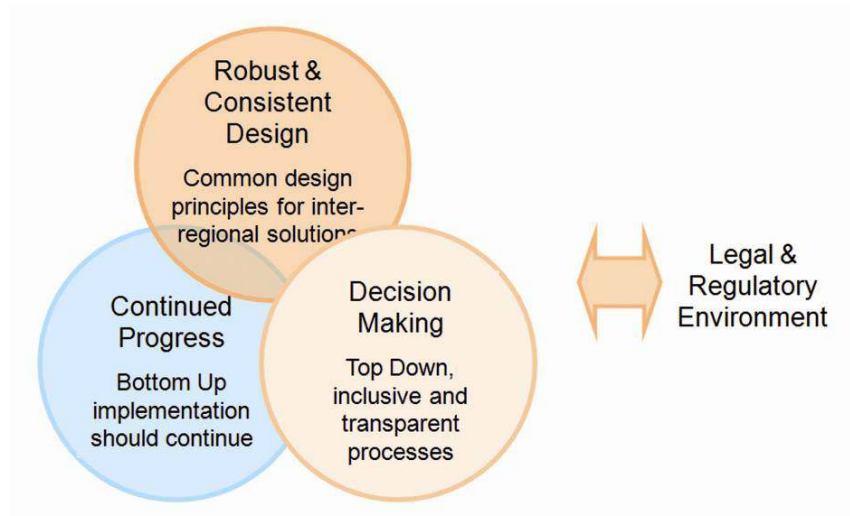 Robust &
Consistent
Design
Common design
principles for inter-
regional solutions
Continued
Progress
Bottom Up
implementation
should continue
Decision
Making
Top Down,
inclusive and
transparent
processes
Legal &
Regulatory
Environment